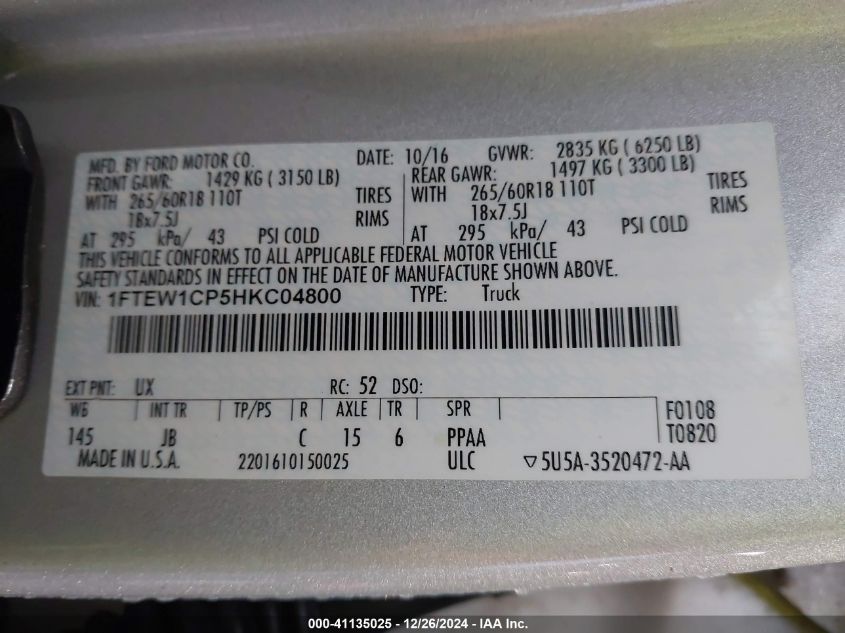 MFD. BY FORD MOTOR CO. DATE: 10/16 GVWR: 2835 KG ( 6250 LB)
FRONT GAWR: 1429 KG ( 3150 LB) REAR GAWR: 1497 KG ( 3300 LB)
WITH 265/60R18 110T TIRES WITH 265/60R18 110T TIRES
18x7.5J RIMS 18x7.5J RIMS
AT 295 kPa/ 43 PSI COLD AT 295 kPa/ 43 PSI COLD
THIS VEHICLE CONFORMS TO ALL APPLICABLE FEDERAL MOTOR VEHICLE
SAFETY STANDARDS IN EFFECT ON THE DATE OF MANUFACTURE SHOWN ABOVE.
VIN: 1FTEW1CP5HKC04800 TYPE: Truck
EXT PNT: UX RC: 52 DSO:
WB INT TR TP/PS R AXLE TR SPR F0108
145 JB C 15 6 PPAA T0820
MADE IN U.S.A. 2201610150025 ULC ▽5U5A-3520472-AA
000-41135025 - 12/26/2024 - IAA Inc.